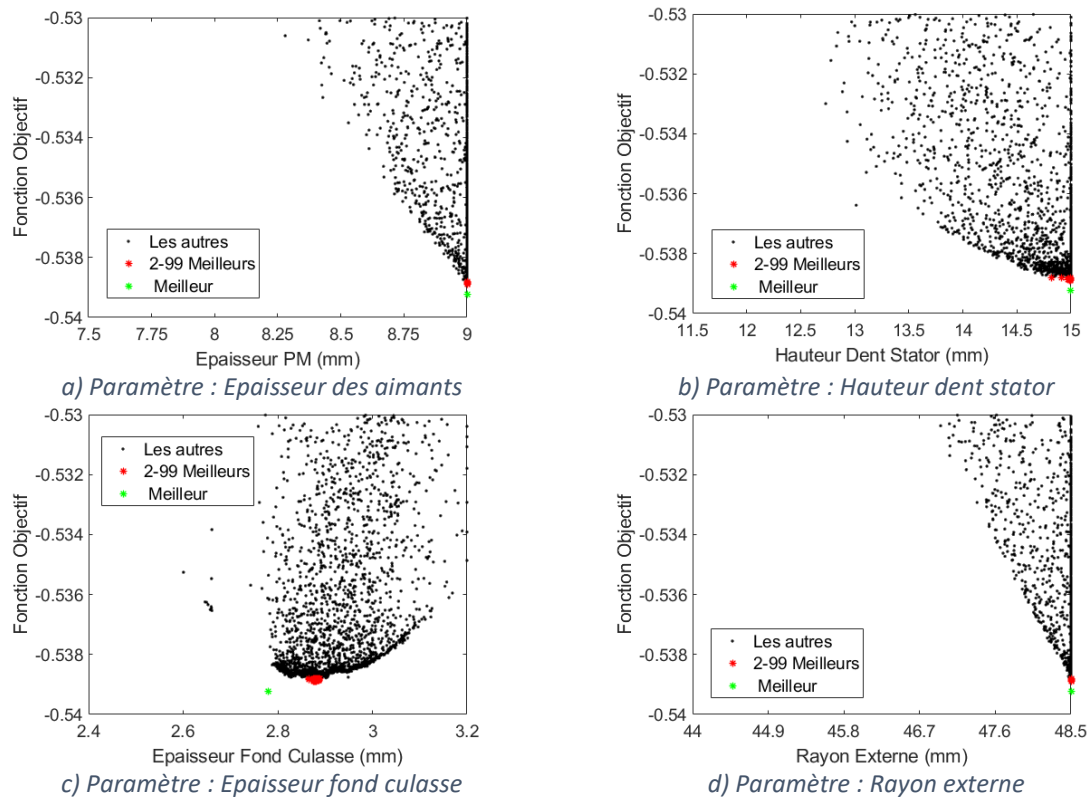 -0.53
-0.532
-0.534
-0.536
-0.538
-0.54
Fonction Objectif
Les autres
2-99 Meilleurs
Meilleur
7.5 7.75 8 8.25 8.5 8.75 9
Epaisseur PM (mm)
a) Paramètre : Epaisseur des aimants
-0.53
-0.532
-0.534
-0.536
-0.538
-0.54
Fonction Objectif
Les autres
2-99 Meilleurs
Meilleur
11.5 12 12.5 13 13.5 14 14.5 15
Hauteur Dent Stator (mm)
b) Paramètre : Hauteur dent stator
-0.53
-0.532
-0.534
-0.536
-0.538
-0.54
Fonction Objectif
Les autres
2-99 Meilleurs
Meilleur
2.4 2.6 2.8 3 3.2
Epaisseur Fond Culasse (mm)
c) Paramètre : Epaisseur fond culasse
-0.53
-0.532
-0.534
-0.536
-0.538
-0.54
Fonction Objectif
Les autres
2-99 Meilleurs
Meilleur
44 44.9 45.8 46.7 47.6 48.5
Rayon Externe (mm)
d) Paramètre : Rayon externe